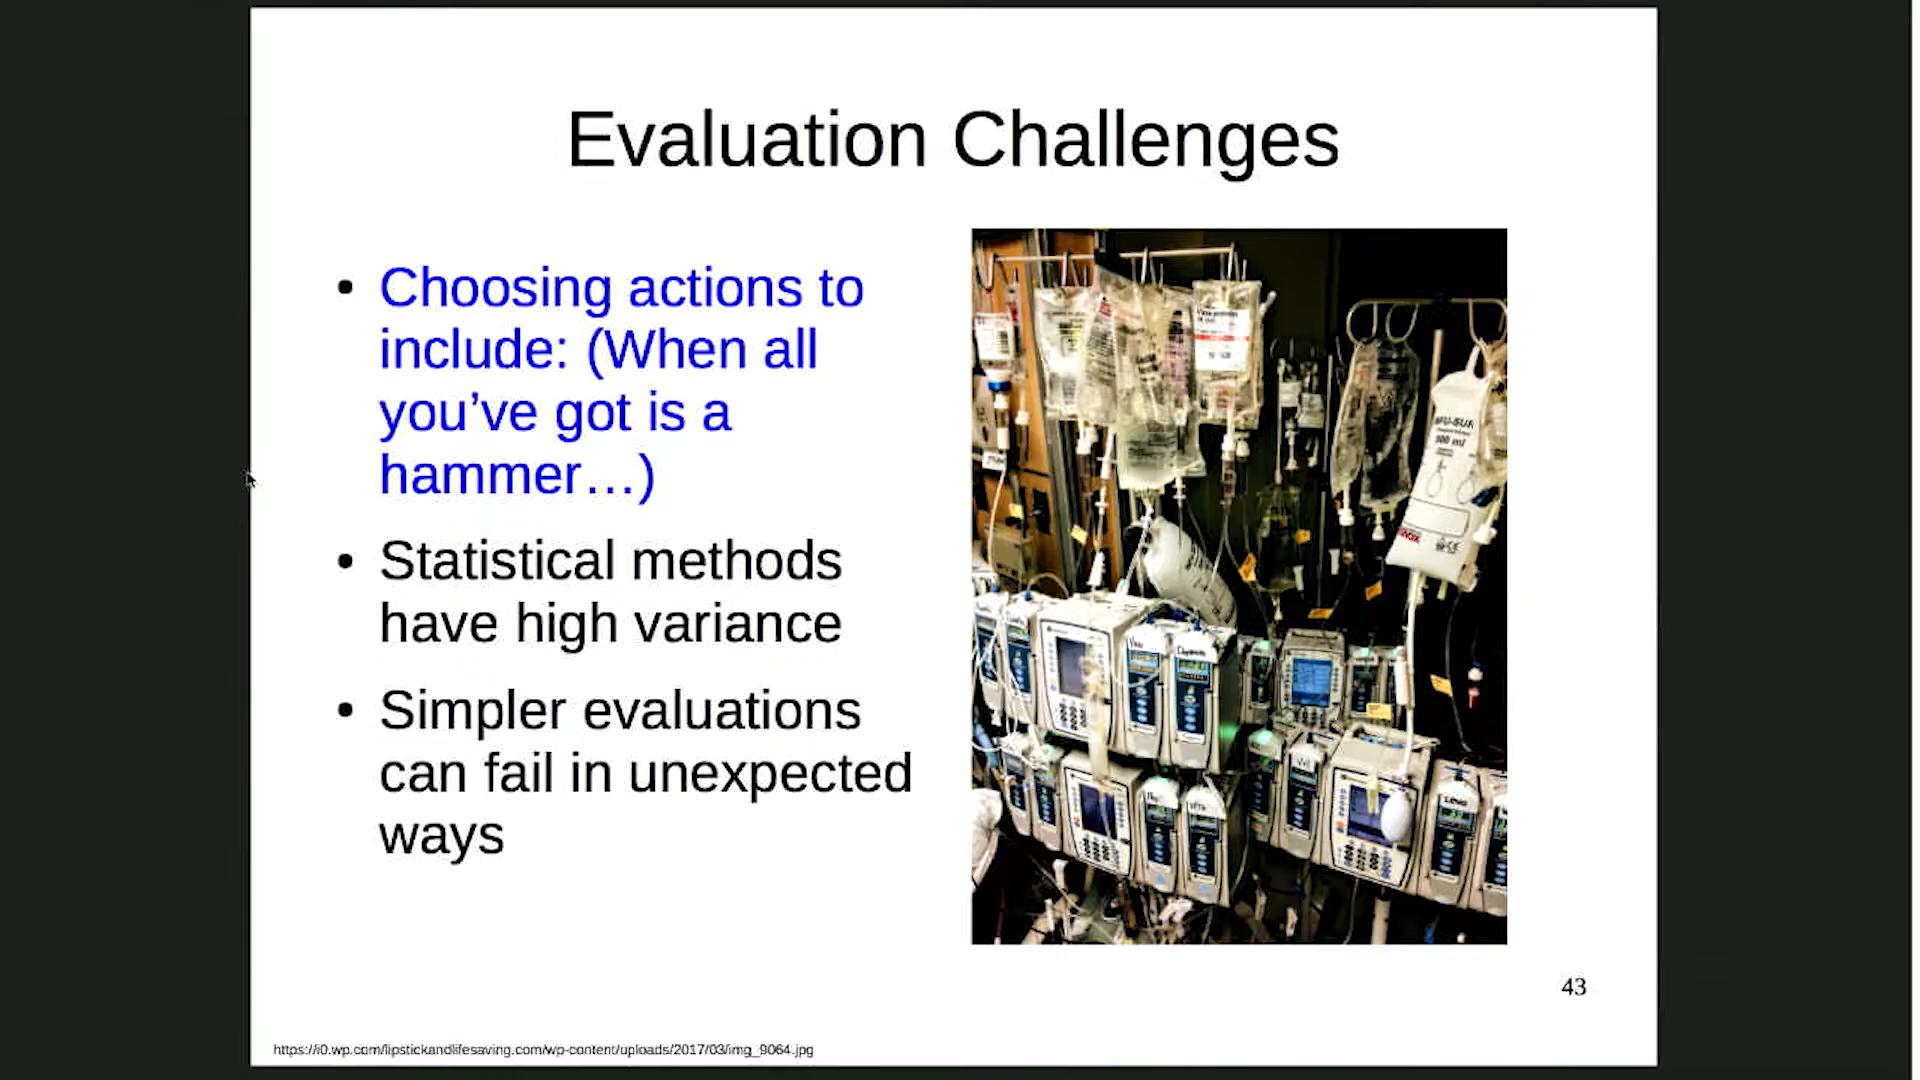 Evaluation Challenges
• Choosing actions to
include: (When all
you’ve got is a
hammer…)
• Statistical methods
have high variance
• Simpler evaluations
can fail in unexpected
ways
43
https://i0.wp.com/lipstickandlifesaving.com/wp-content/uploads/2017/03/img_9064.jpg